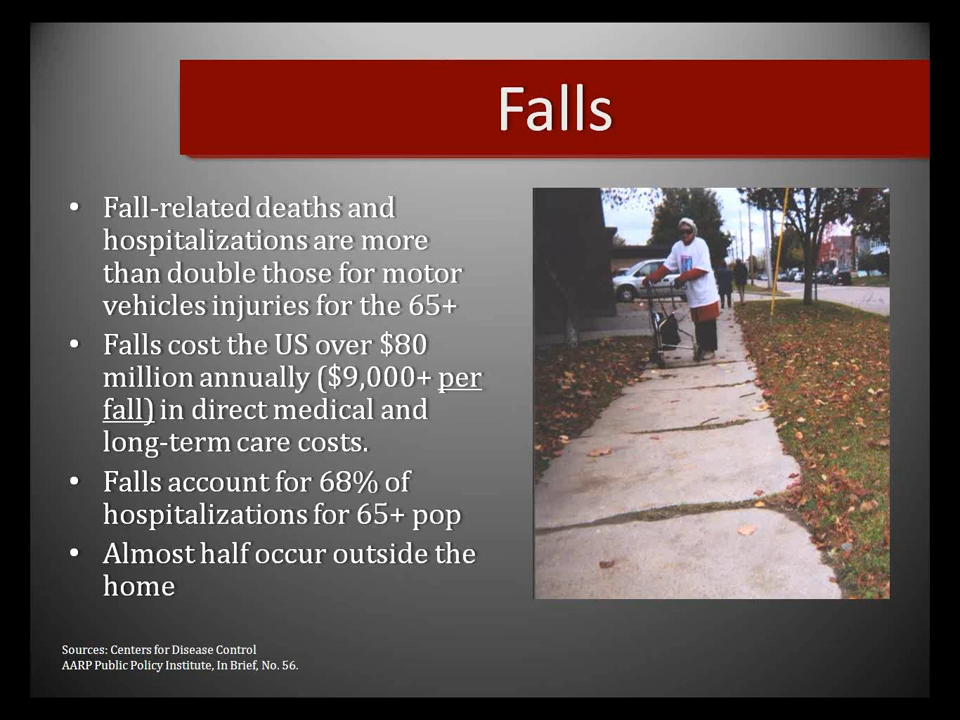 Falls
• Fall-related deaths and
hospitalizations are more
than double those for motor
vehicles injuries for the 65+
• Falls cost the US over $80
million annually ($9,000+ per
fall) in direct medical and
long-term care costs.
• Falls account for 68% of
hospitalizations for 65+ pop
• Almost half occur outside the
home
Sources: Centers for Disease Control
AARP Public Policy Institute, In Brief, No. 56.